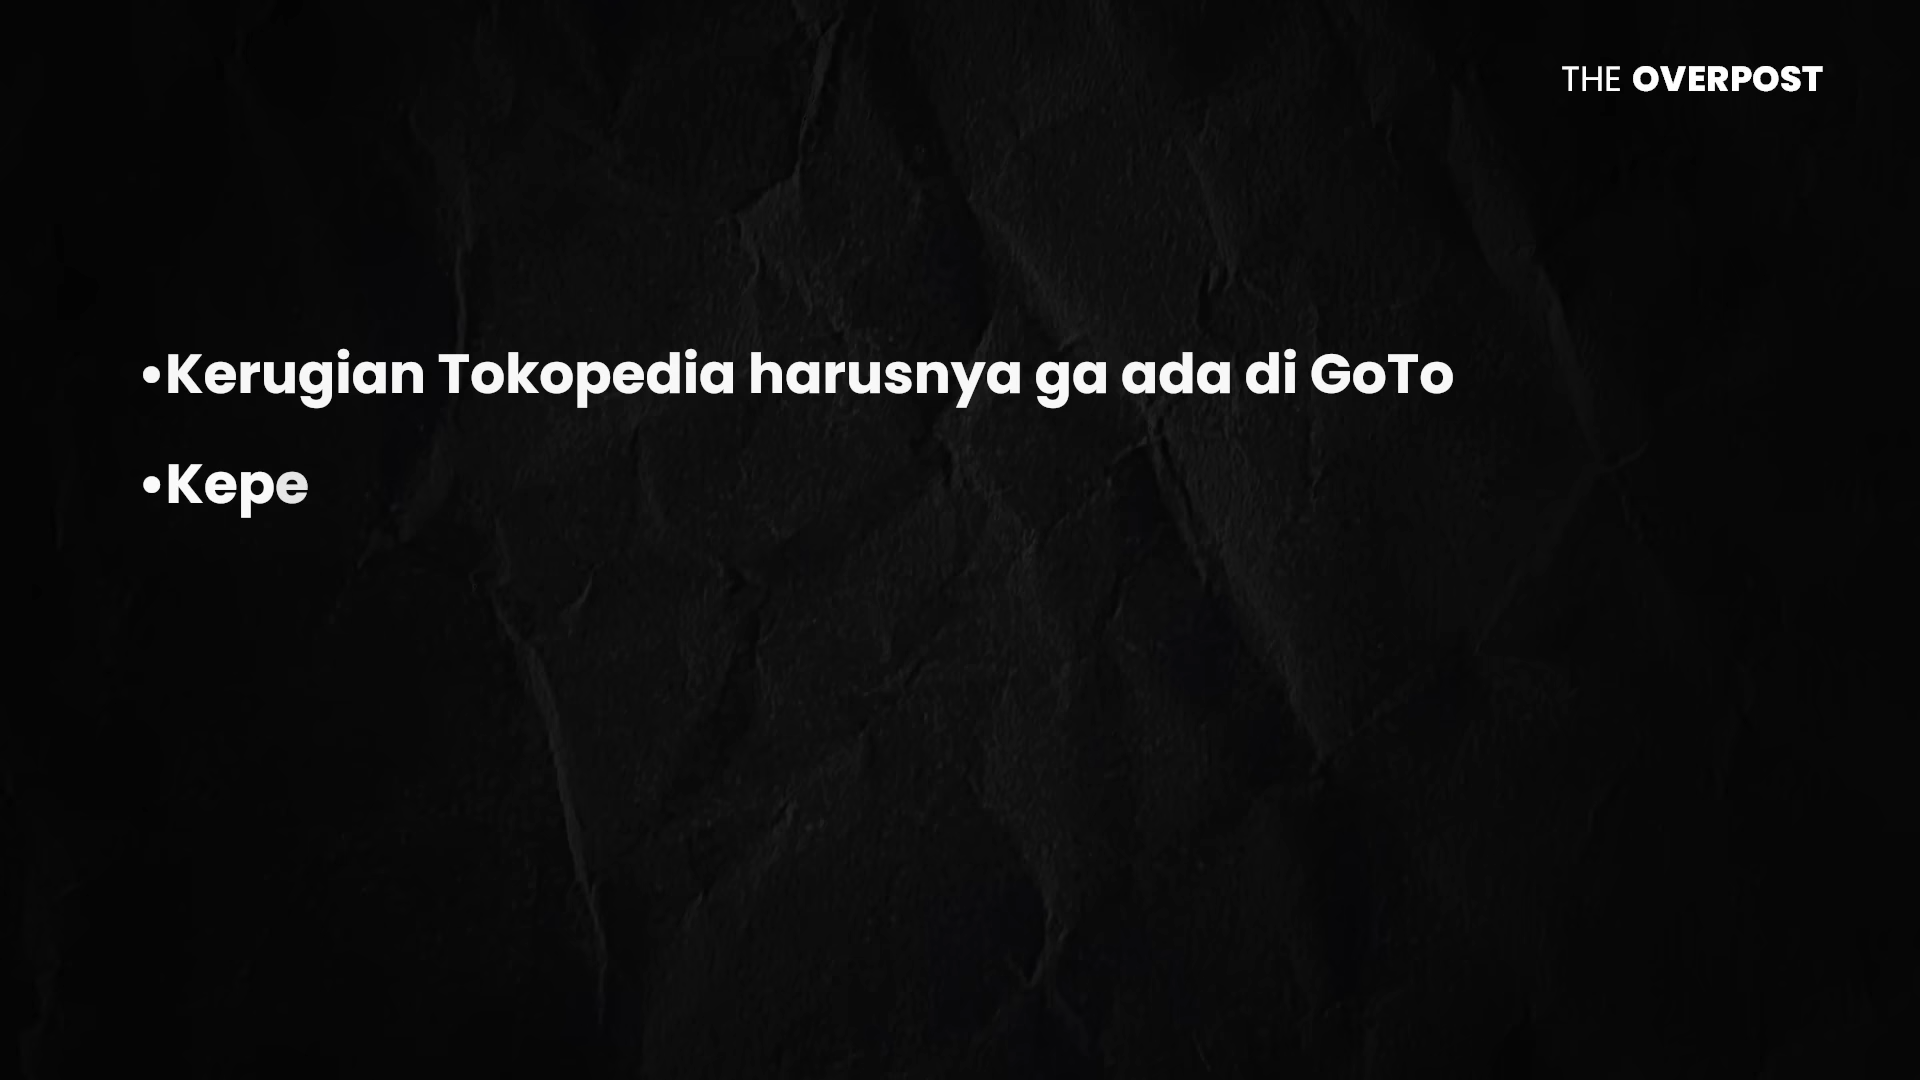 THE OVERPOST
•Kerugian Tokopedia harusnya ga ada di GoTo
•Kepe